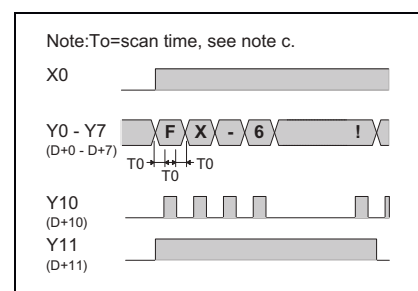 Note:To=scan time, see note c.
X0
Y0 - Y7
(D+0 - D+7)
F X - 6 !
T0 T0
T0
Y10
(D+10)
Y11
(D+11)